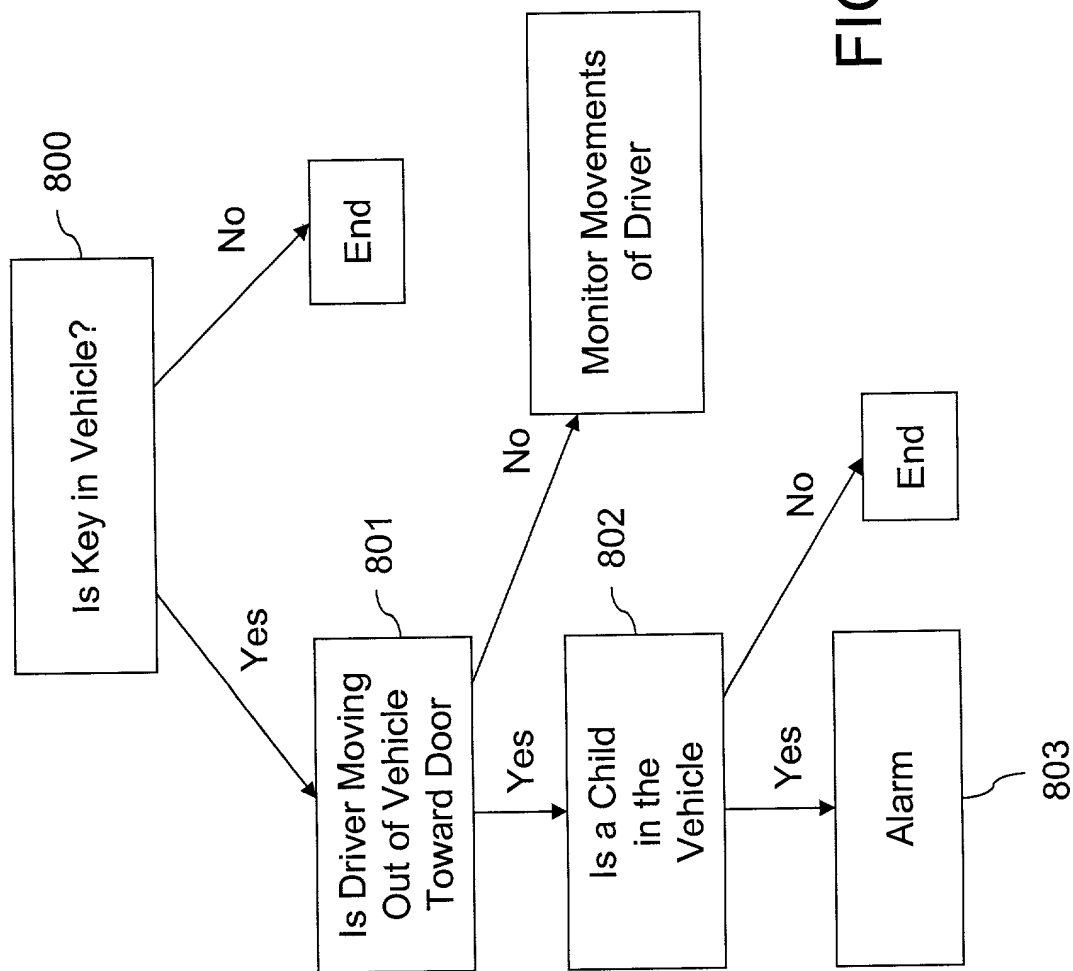 Is Key in Vehicle?
800
Yes
No
End
Is Driver Moving
Out of Vehicle
Toward Door
801
Yes
No
Monitor Movements
of Driver
Is a Child
in the
Vehicle
802
Yes
No
End
Alarm
803